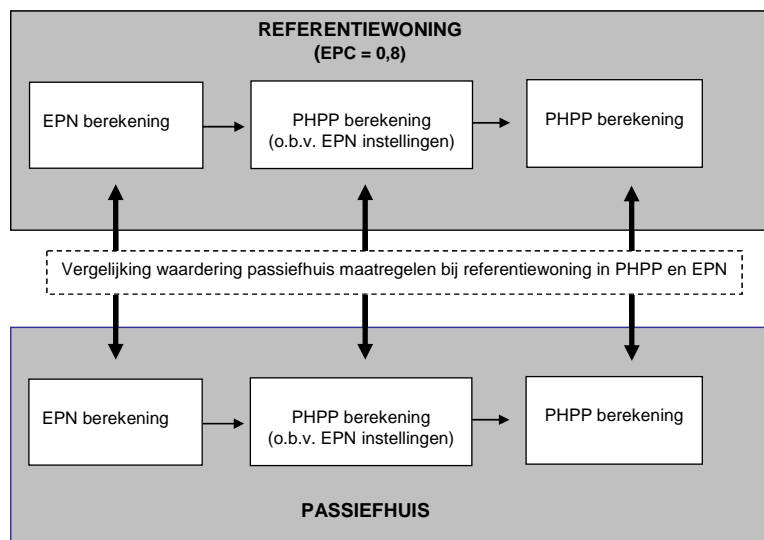 REFERENTIEWONING
(EPC = 0,8)
EPN berekening
PHPP berekening
(o.b.v. EPN instellingen)
PHPP berekening
Vergelijking waardering passiefhuis maatregelen bij referentiewoning in PHPP en EPN
EPN berekening
PHPP berekening
(o.b.v. EPN instellingen)
PHPP berekening
PASSIEFHUIS